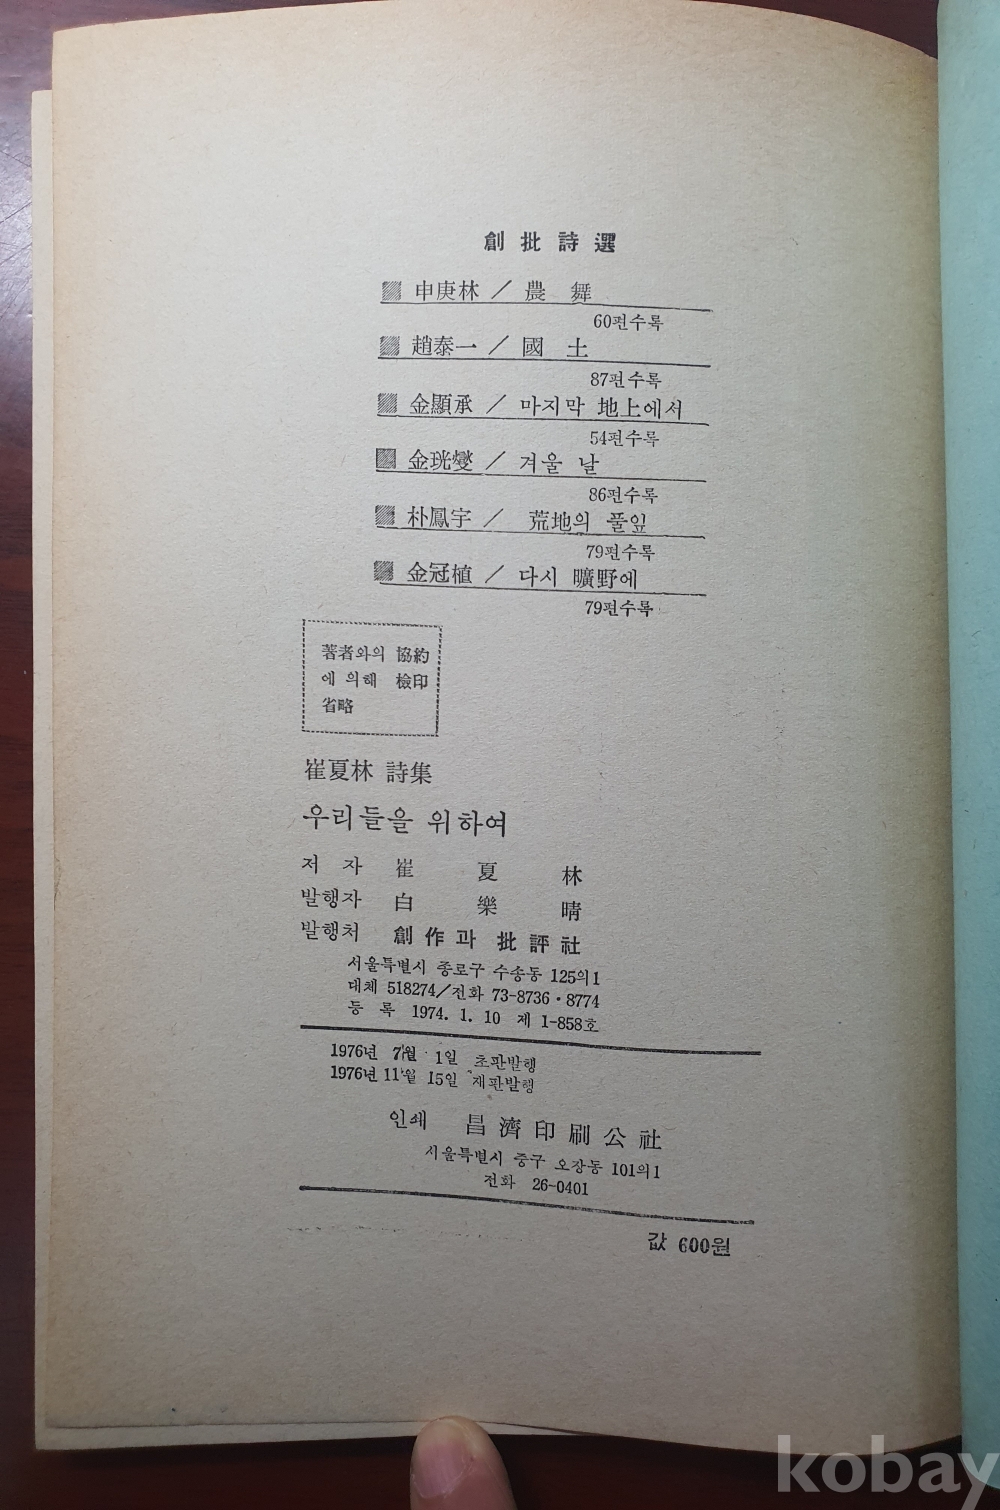 創批詩選
申庚林 / 農 舞
60편수록
趙泰一 / 國 土
87편수록
金顯承 / 마지막 地上에서
54편수록
金珖燮 / 겨울 날
86편수록
朴鳳宇 / 荒地의 풀잎
79편수록
金冠植 / 다시 曠野에
79편수록
著者와의 協約
에 의해 檢印
省略
崔夏林 詩集
우리들을 위하여
저 자 崔 夏 林
발행자 白 樂 晴
발행처 創作과 批評社
서울특별시 종로구 수송동 125의1
대체 518274/전화 73-8736·8774
등 록 1974. 1. 10 제 1-858호
1976년 7월 1일 초판발행
1976년 11월 15일 재판발행
인쇄 昌濟印刷公社
서울특별시 중구 오장동 101의1
전화 26-0401
값 600원
kobay